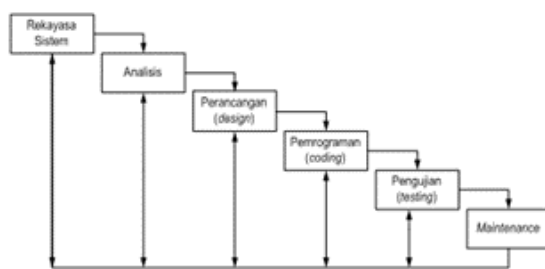 Rekayasa
Sistem
Analisis
Perancangan
(design)
Pemrograman
(coding)
Pengujian
(testing)
Maintenance